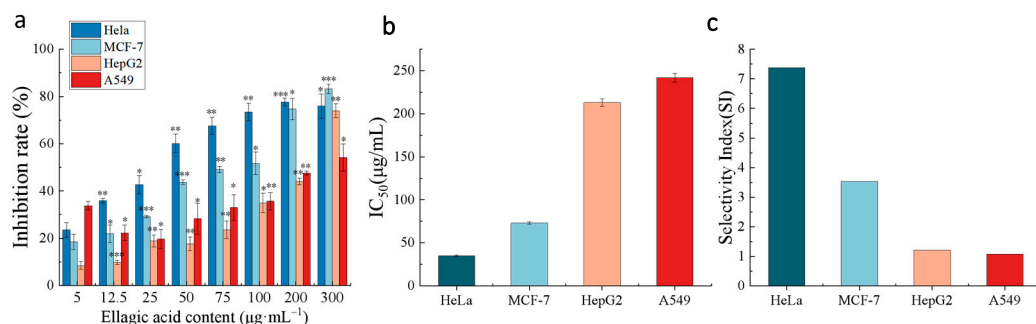 a
Hela
MCF-7
HepG2
A549
Inhibition rate (%)
100
80
60
40
20
0
** * *** ** * * *** ** * ** *** ** * ** ** * ** * * * ** *** * ** ** * *** ** *
5 12.5 25 50 75 100 200 300
Ellagic acid content (μg·mL⁻¹)
b
IC₅₀(μg/mL)
250
200
150
100
50
0
HeLa MCF-7 HepG2 A549
c
Selectivity Index(SI)
8
7
6
5
4
3
2
1
0
HeLa MCF-7 HepG2 A549